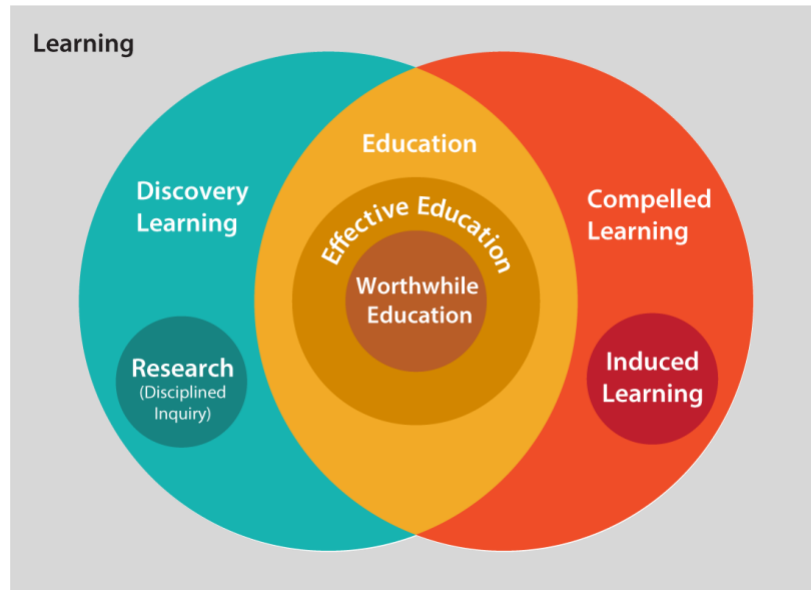 Learning
Education
Discovery
Learning
Effective Education
Compelled
Learning
Worthwhile
Education
Research
(Disciplined
Inquiry)
Induced
Learning